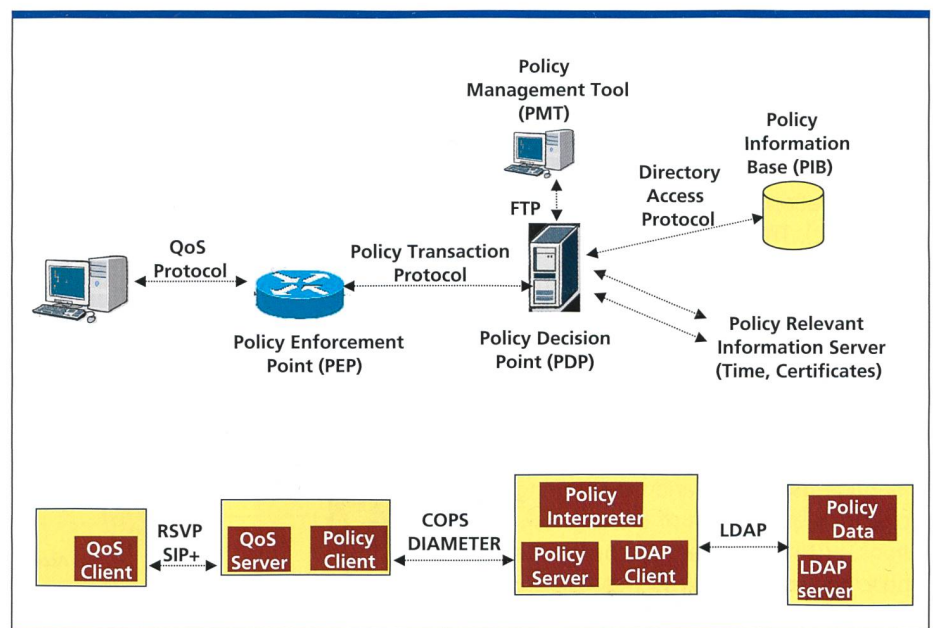 Policy
Management Tool
(PMT)
Policy
Information
Base (PIB)
Directory
Access
Protocol
FTP
QoS
Protocol
Policy Transaction
Protocol
Policy Enforcement
Point (PEP)
Policy Decision
Point (PDP)
Policy Relevant
Information Server
(Time, Certificates)
QoS
Client
RSVP
SIP+
QoS
Server
Policy
Client
COPS
DIAMETER
Policy
Interpreter
Policy
Server
LDAP
Client
LDAP
Policy
Data
LDAP
server